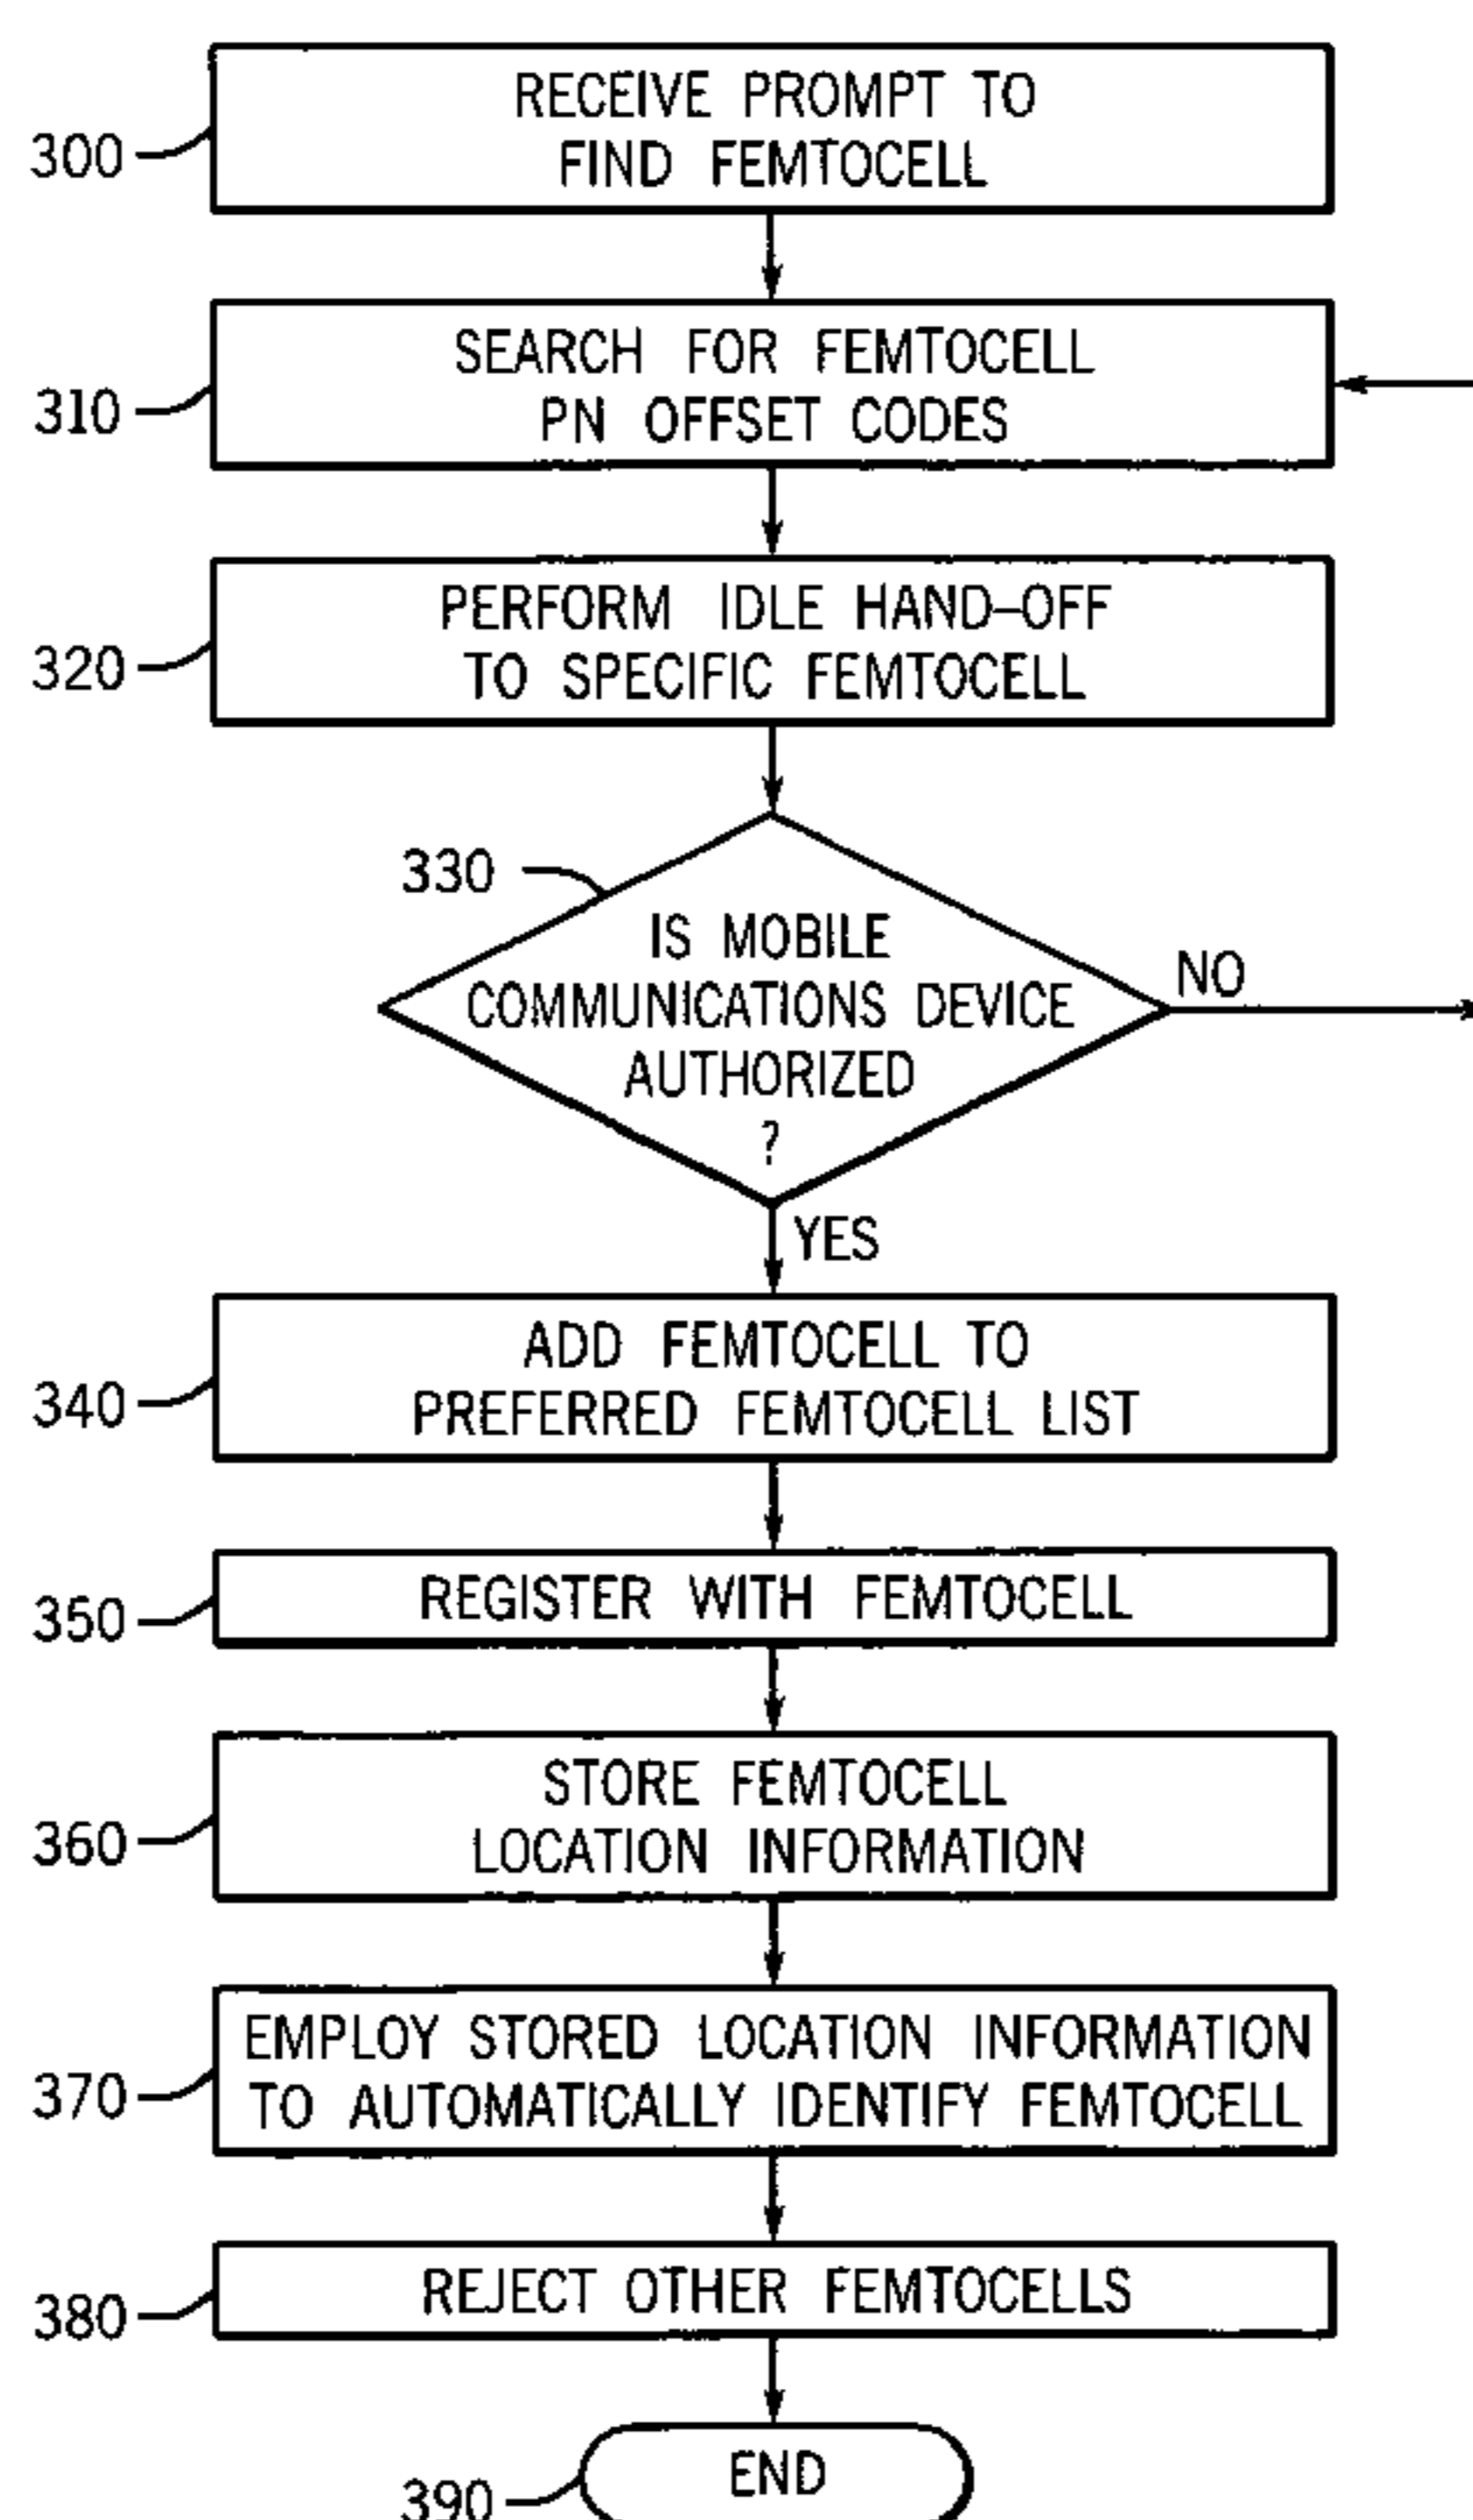 RECEIVE PROMPT TO
FIND FEMTOCELL
300
SEARCH FOR FEMTOCELL
PN OFFSET CODES
310
PERFORM IDLE HAND-OFF
TO SPECIFIC FEMTOCELL
320
330
IS MOBILE
COMMUNICATIONS DEVICE
AUTHORIZED
?
NO
YES
ADD FEMTOCELL TO
PREFERRED FEMTOCELL LIST
340
REGISTER WITH FEMTOCELL
350
STORE FEMTOCELL
LOCATION INFORMATION
360
EMPLOY STORED LOCATION INFORMATION
TO AUTOMATICALLY IDENTIFY FEMTOCELL
370
REJECT OTHER FEMTOCELLS
380
END
390